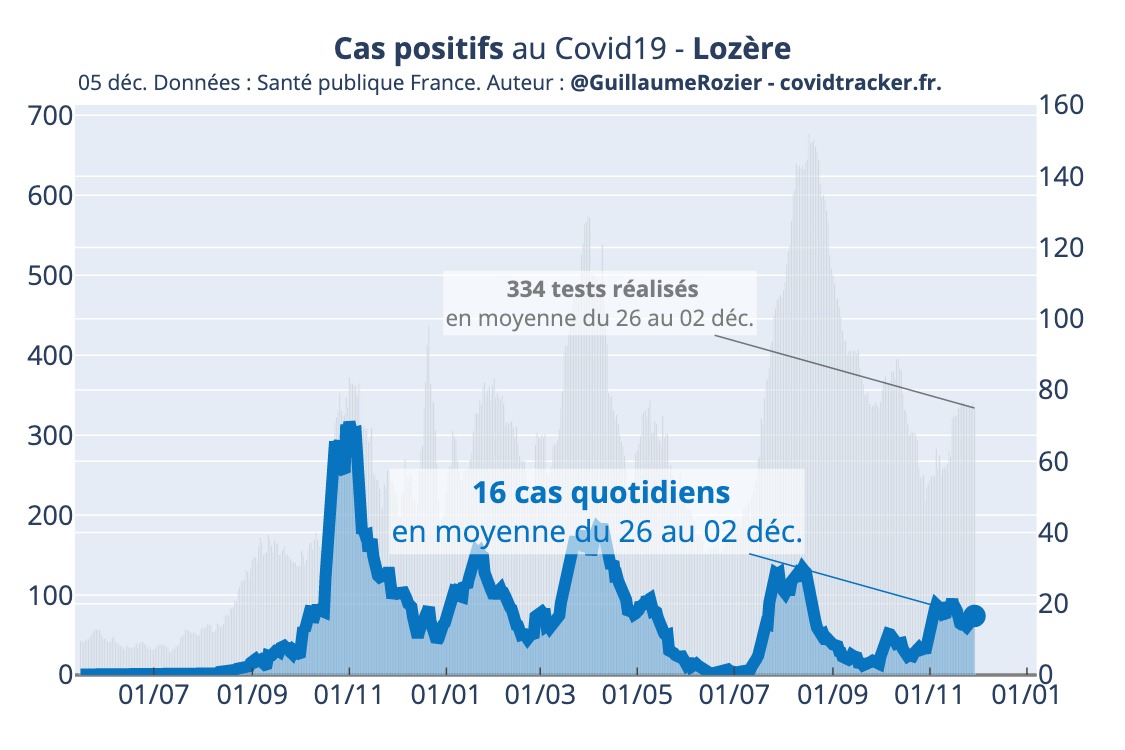 Cas positifs au Covid19 - Lozère
05 déc. Données : Santé publique France. Auteur : @GuillaumeRozier - covidtracker.fr.
700
600
500
400
300
200
100
0
160
140
120
100
80
60
40
20
0
334 tests réalisés
en moyenne du 26 au 02 déc.
16 cas quotidiens
en moyenne du 26 au 02 déc.
01/07 01/09 01/11 01/01 01/03 01/05 01/07 01/09 01/11 01/01